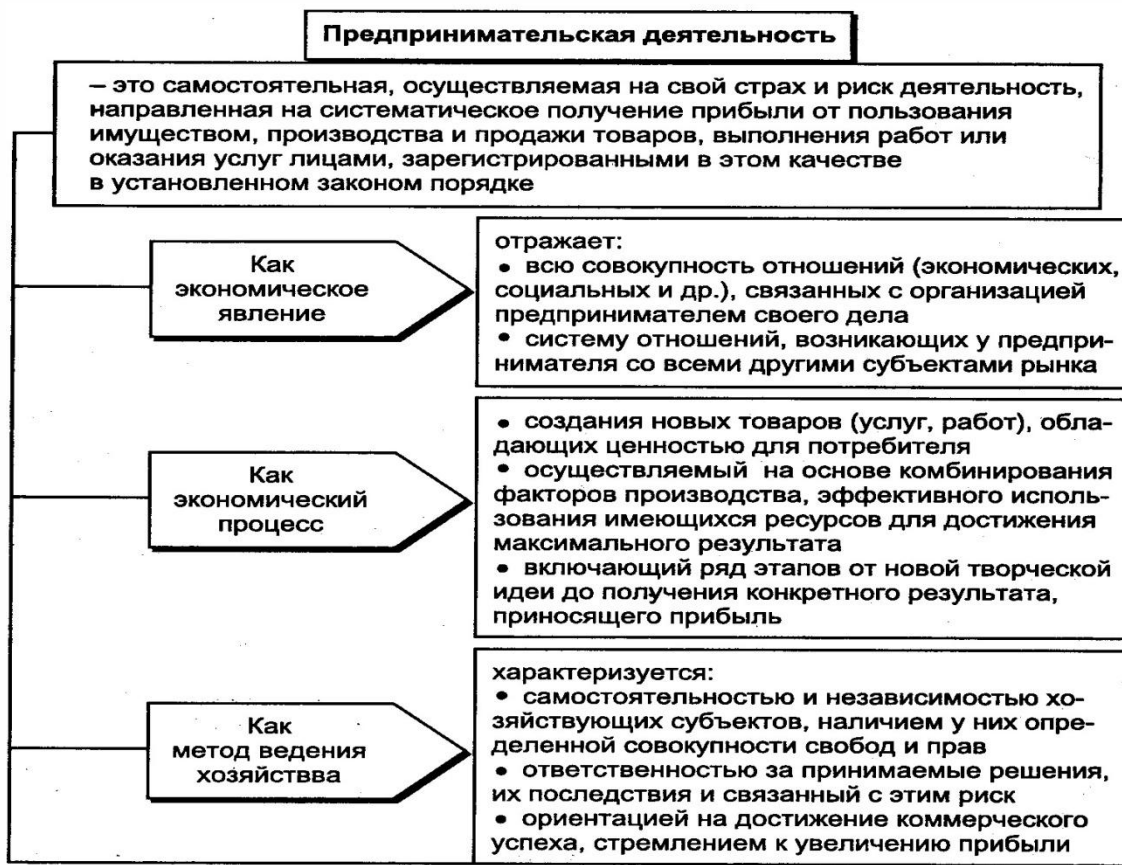 Предпринимательская деятельность
– это самостоятельная, осуществляемая на свой страх и риск деятельность,
направленная на систематическое получение прибыли от пользования
имуществом, производства и продажи товаров, выполнения работ или
оказания услуг лицами, зарегистрированными в этом качестве
в установленном законом порядке
Как
экономическое
явление
отражает:
• всю совокупность отношений (экономических,
социальных и др.), связанных с организацией
предпринимателем своего дела
• систему отношений, возникающих у предпри-
нимателя со всеми другими субъектами рынка
Как
экономический
процесс
• создания новых товаров (услуг, работ), обла-
дающих ценностью для потребителя
• осуществляемый на основе комбинирования
факторов производства, эффективного исполь-
зования имеющихся ресурсов для достижения
максимального результата
• включающий ряд этапов от новой творческой
идеи до получения конкретного результата,
приносящего прибыль
Как
метод ведения
хозяйствва
характеризуется:
• самостоятельностью и независимостью хо-
зяйствующих субъектов, наличием у них опре-
деленной совокупности свобод и прав
• ответственностью за принимаемые решения,
их последствия и связанный с этим риск
• ориентацией на достижение коммерческого
успеха, стремлением к увеличению прибыли